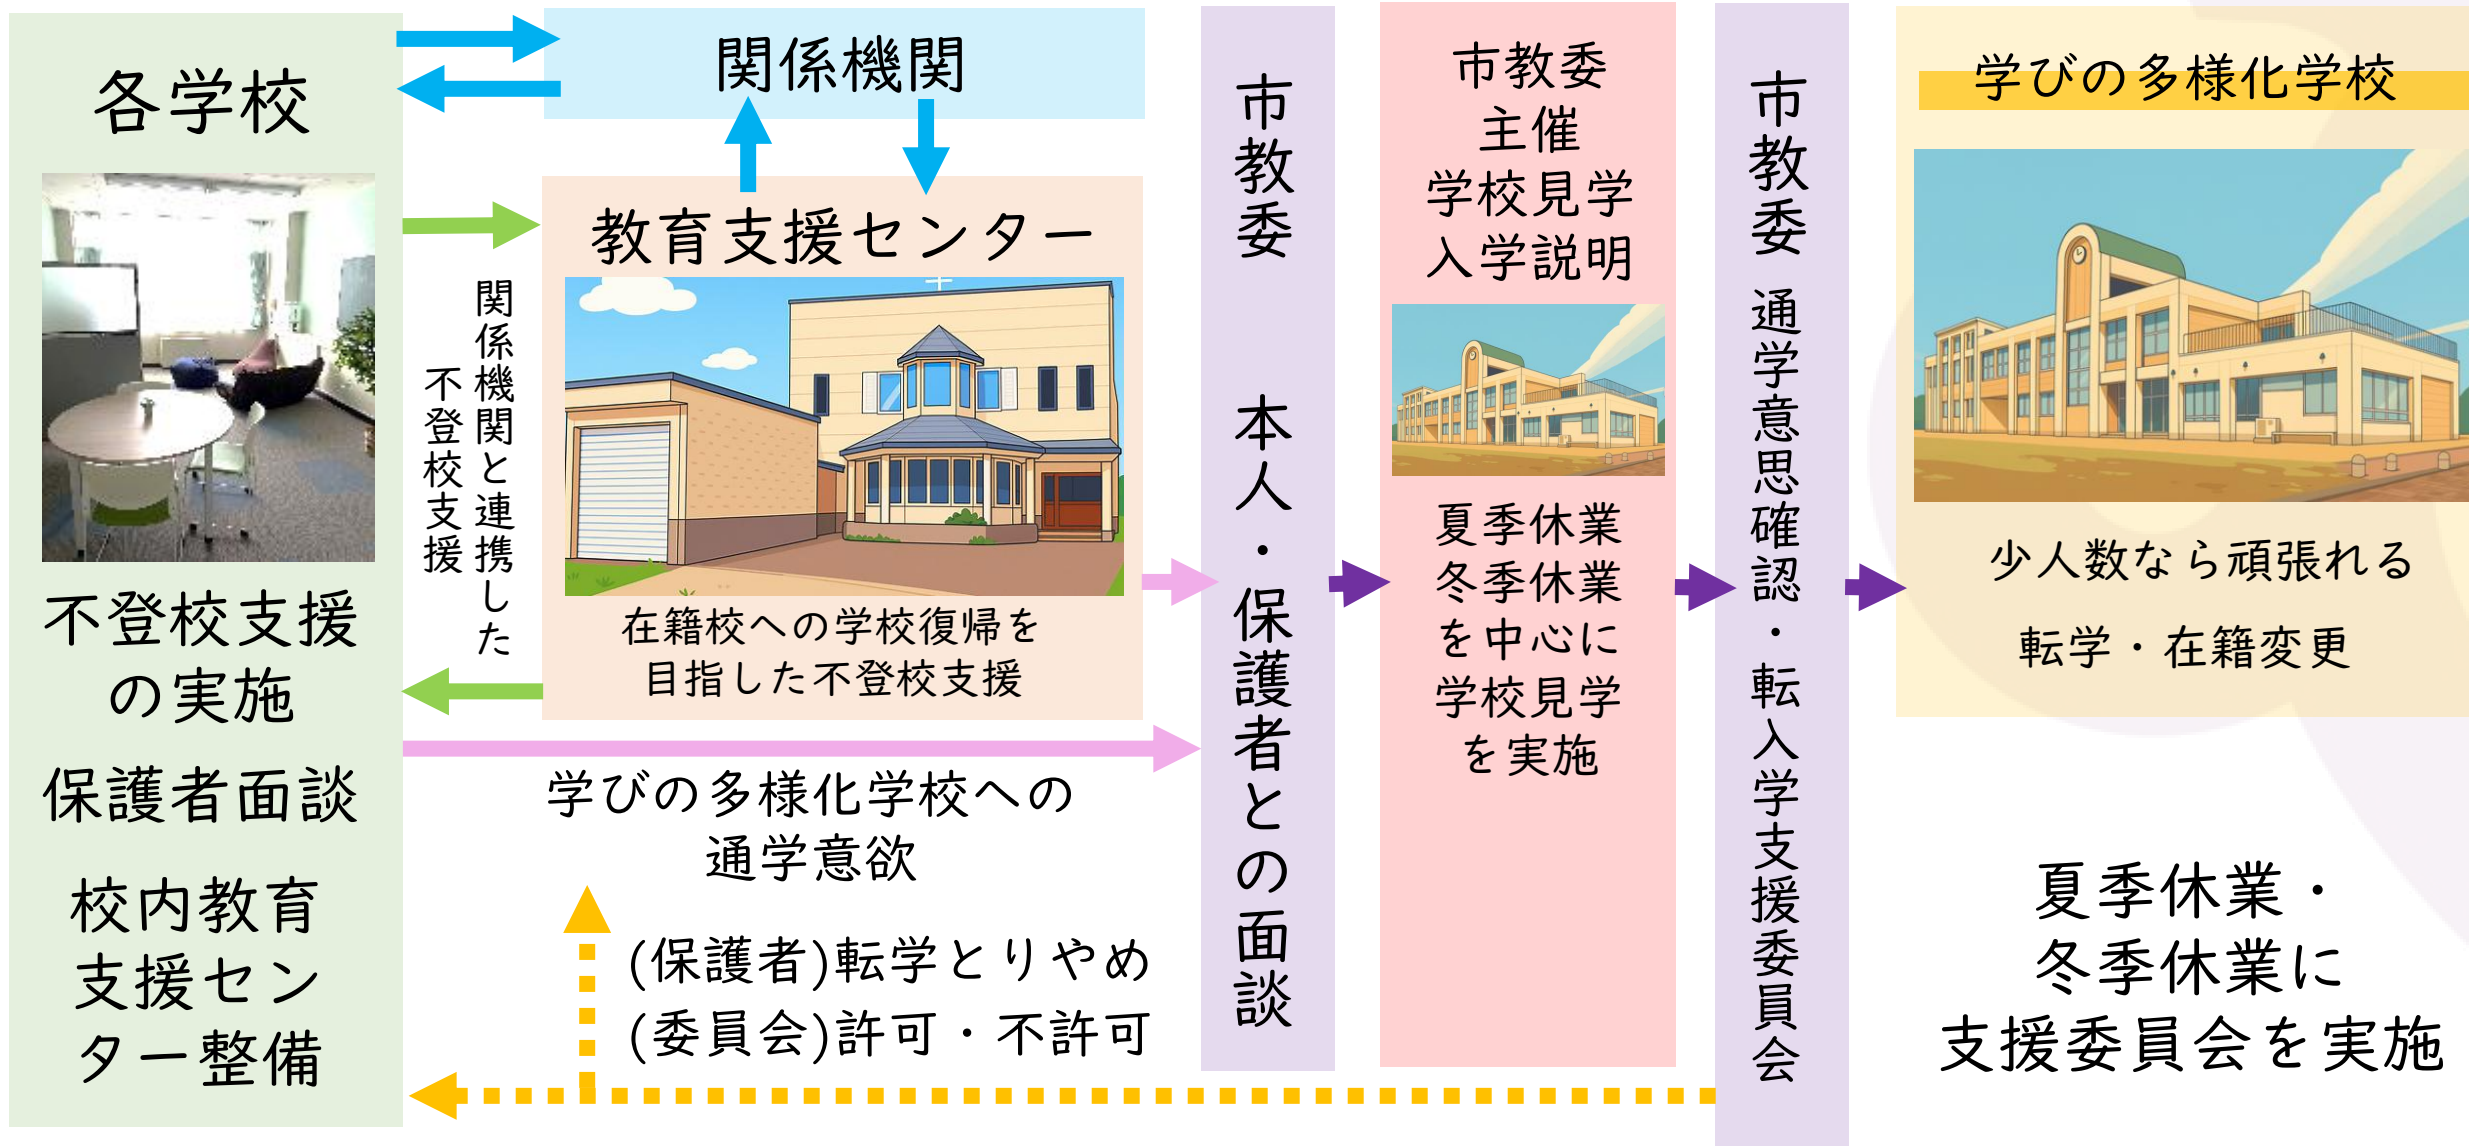 各学校
不登校支援
の実施
保護者面談
校内教育
支援セン
ター整備
関係機関
関係機関と連携した
不登校支援
教育支援センター
在籍校への学校復帰を
目指した不登校支援
学びの多様化学校への
通学意欲
(保護者)転学とりやめ
(委員会)許可・不許可
市教委　本人・保護者との面談
市教委
主催
学校見学
入学説明
夏季休業
冬季休業
を中心に
学校見学
を実施
市教委　通学意思確認・転入学支援委員会
学びの多様化学校
少人数なら頑張れる
転学・在籍変更
夏季休業・
冬季休業に
支援委員会を実施